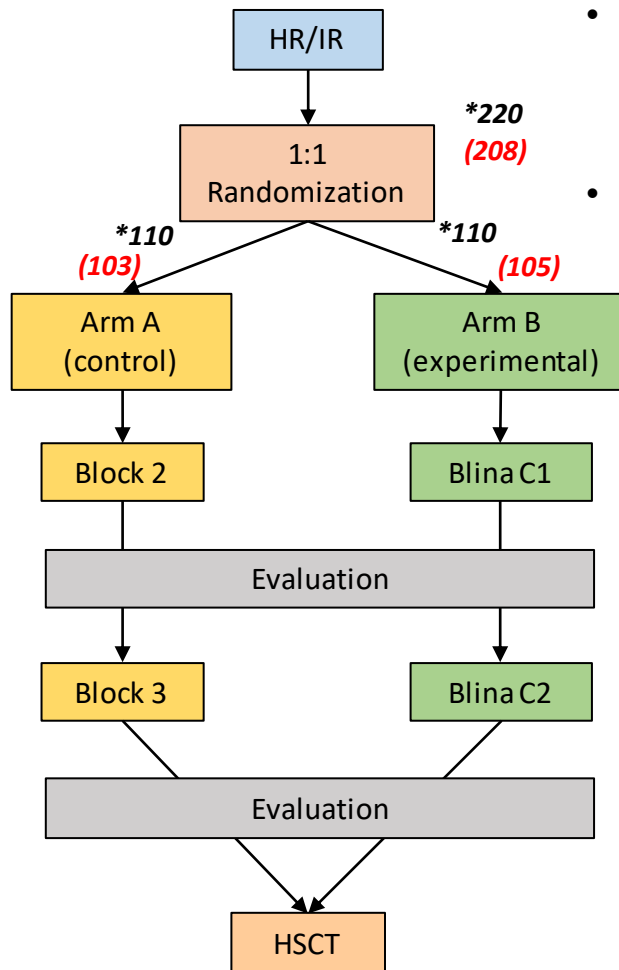 HR/IR
*220
(208)
1:1
Randomization
*110
(103)
*110
(105)
Arm A
(control)
Arm B
(experimental)
Block 2
Blina C1
Evaluation
Block 3
Blina C2
Evaluation
HSCT